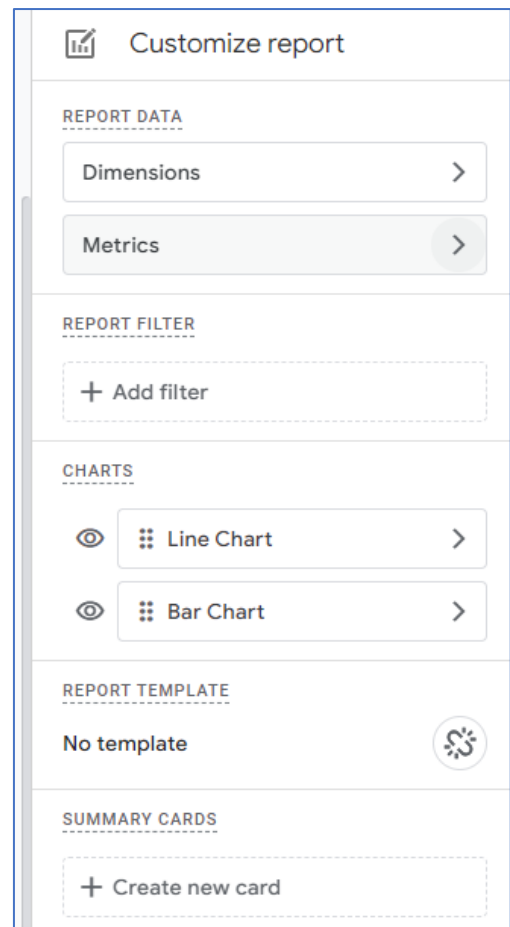 Customize report
REPORT DATA
Dimensions
Metrics
REPORT FILTER
+ Add filter
CHARTS
Line Chart
Bar Chart
REPORT TEMPLATE
No template
SUMMARY CARDS
+ Create new card